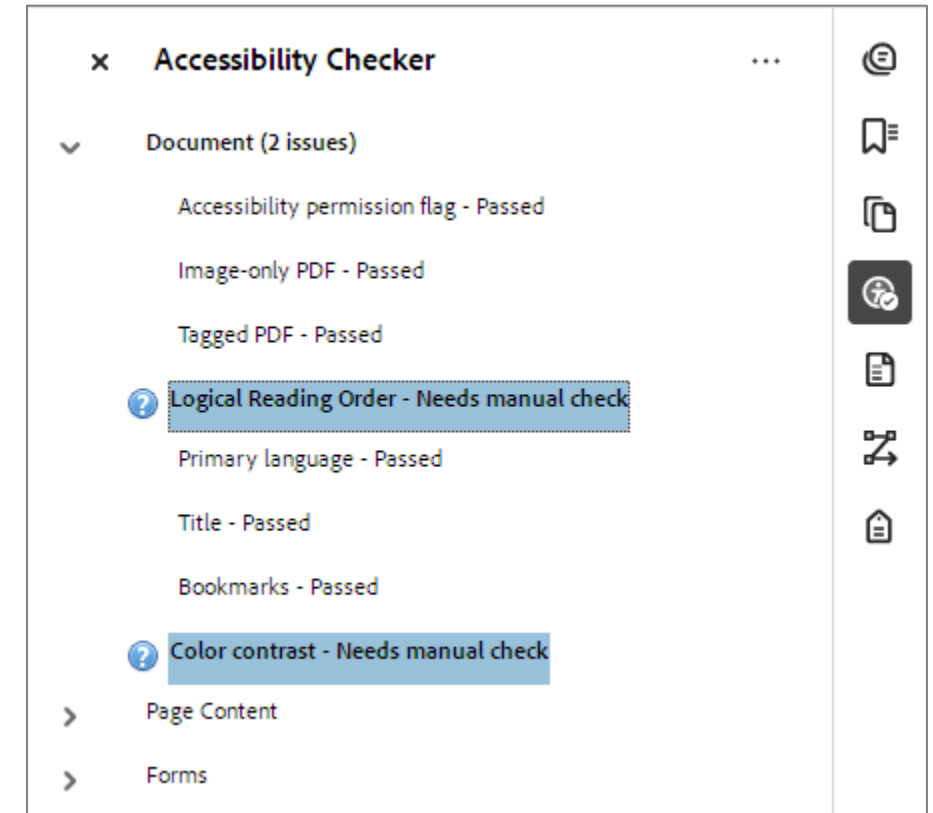 Accessibility Checker
Document (2 issues)
Accessibility permission flag - Passed
Image-only PDF - Passed
Tagged PDF - Passed
Logical Reading Order - Needs manual check
Primary language - Passed
Title - Passed
Bookmarks - Passed
Color contrast - Needs manual check
Page Content
Forms